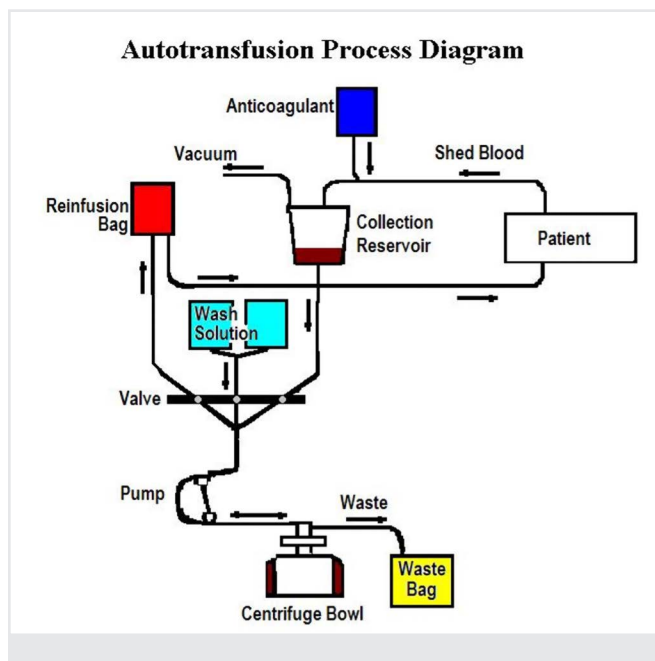 Autotransfusion Process Diagram
Anticoagulant
Vacuum
Shed Blood
Reinfusion
Bag
Collection
Reservoir
Patient
Wash
Solution
Valve
Pump
Waste
Waste
Bag
Centrifuge Bowl